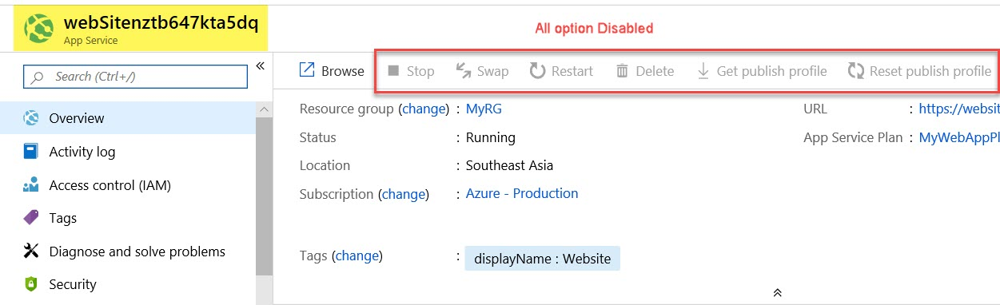 webSitenztb647kta5dq
App Service
All option Disabled
Search (Ctrl+/)
«
Browse Stop Swap Restart Delete Get publish profile Reset publish profile
Overview
Activity log
Access control (IAM)
Tags
Diagnose and solve problems
Security
Resource group (change) : MyRG
Status : Running
Location : Southeast Asia
Subscription (change) : Azure - Production
Tags (change) : displayName : Website
URL : https://websit
App Service Plan : MyWebAppPl